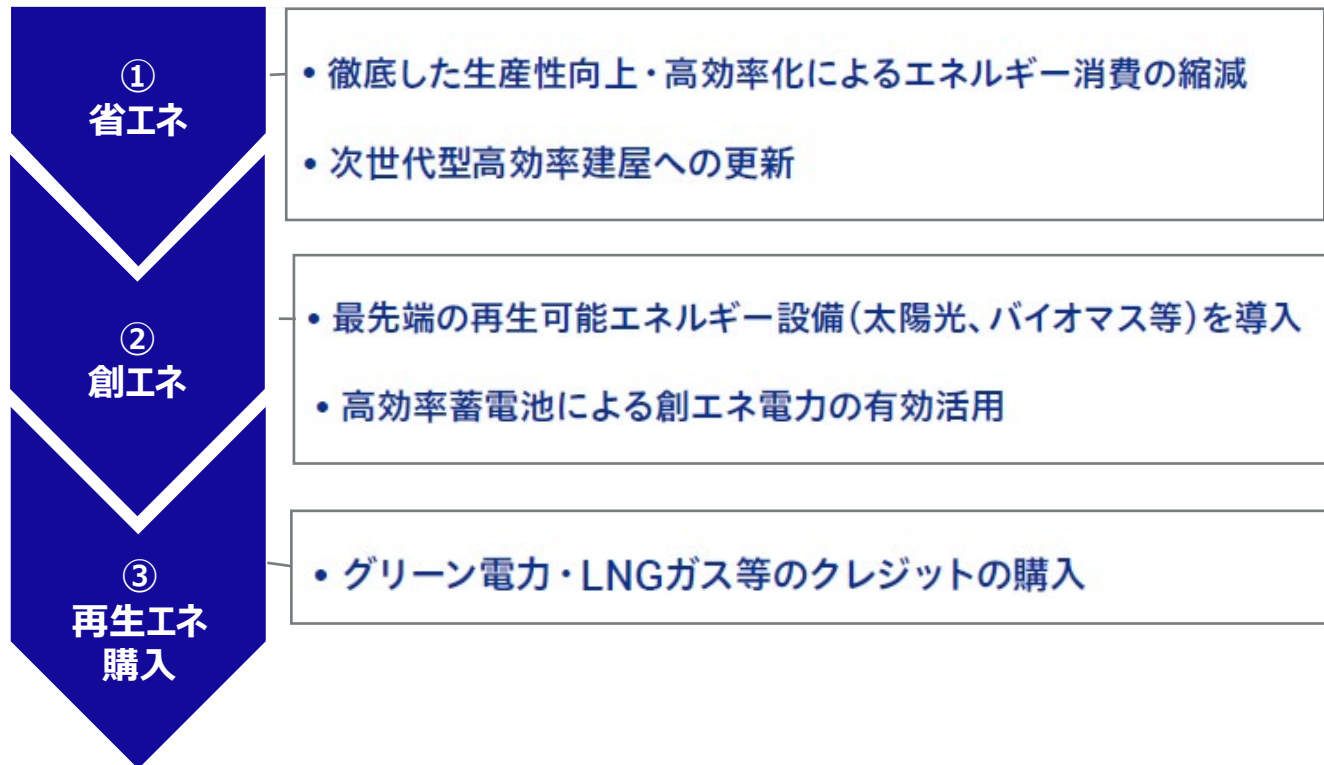 ①
省エネ
• 徹底した生産性向上・高効率化によるエネルギー消費の縮減
• 次世代型高効率建屋への更新
②
創エネ
• 最先端の再生可能エネルギー設備(太陽光、バイオマス等)を導入
• 高効率蓄電池による創エネ電力の有効活用
③
再生エネ
購入
• グリーン電力・LNGガス等のクレジットの購入